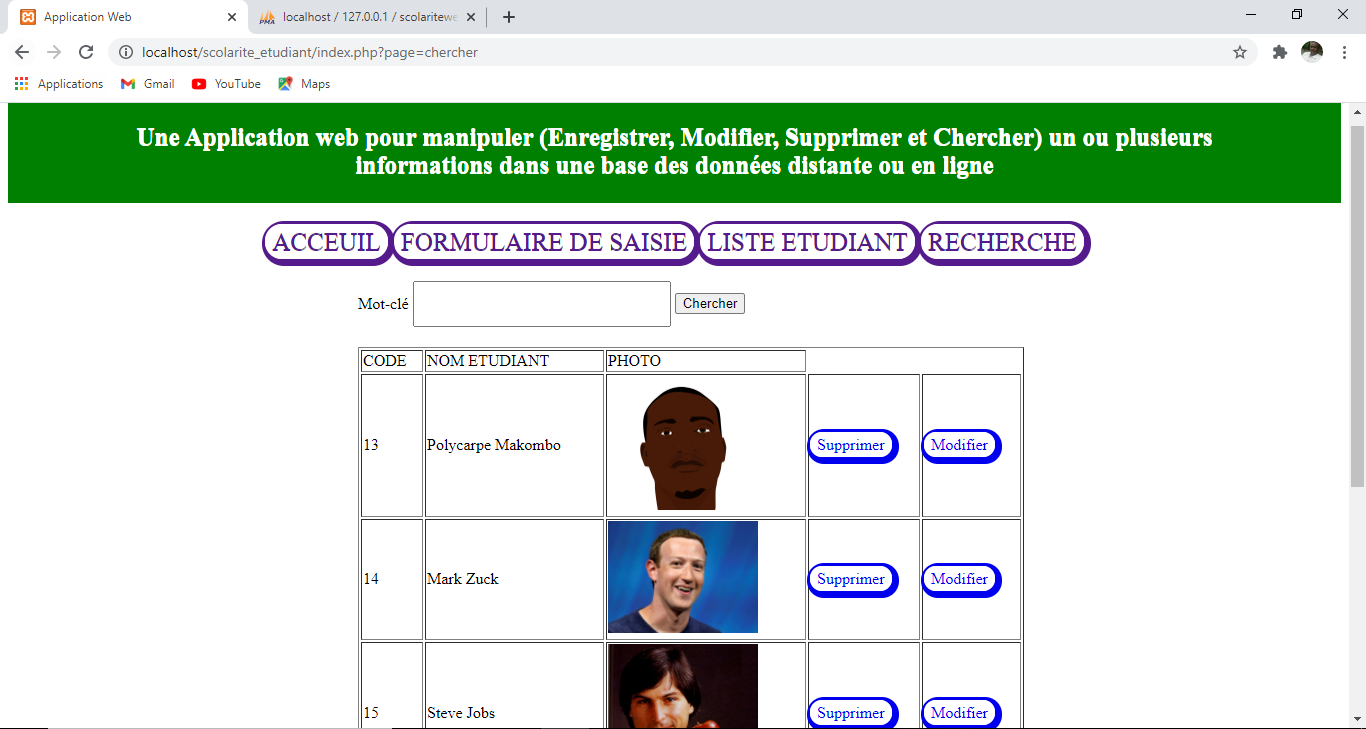 Application Web
localhost / 127.0.0.1 / scolaritewe
localhost/scolarite_etudiant/index.php?page=chercher
Applications Gmail YouTube Maps
Une Application web pour manipuler (Enregistrer, Modifier, Supprimer et Chercher) un ou plusieurs
informations dans une base des données distante ou en ligne
ACCEUIL FORMULAIRE DE SAISIE LISTE ETUDIANT RECHERCHE
Mot-clé Chercher
CODE NOM ETUDIANT PHOTO
13 Polycarpe Makombo Supprimer Modifier
14 Mark Zuck Supprimer Modifier
15 Steve Jobs Supprimer Modifier